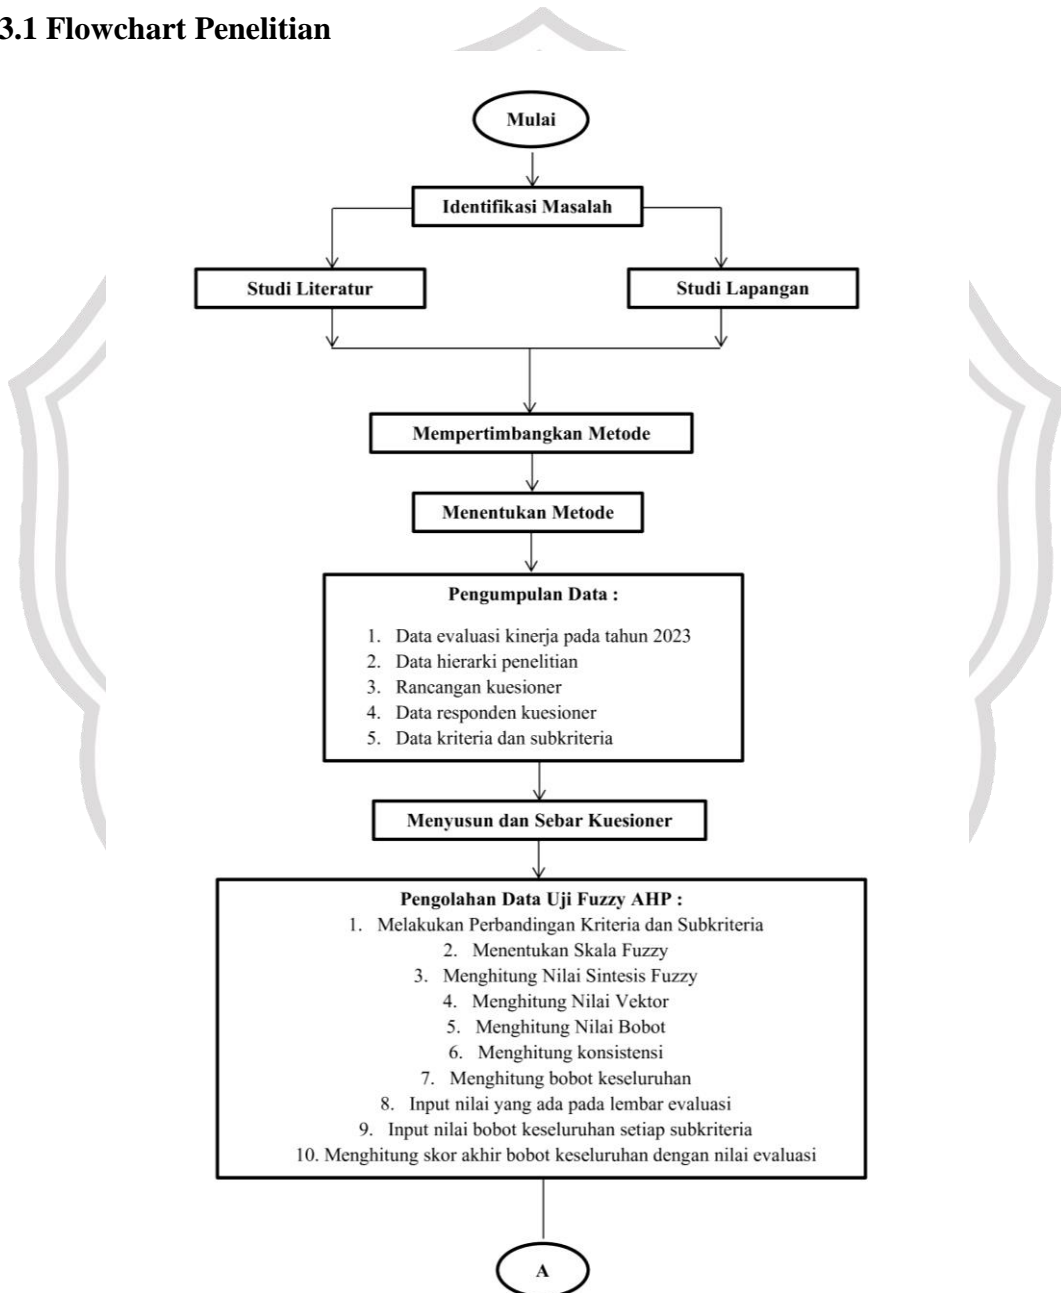 3.1 Flowchart Penelitian
Mulai
Identifikasi Masalah
Studi Literatur
Studi Lapangan
Mempertimbangkan Metode
Menentukan Metode
Pengumpulan Data :
1. Data evaluasi kinerja pada tahun 2023
2. Data hierarki penelitian
3. Rancangan kuesioner
4. Data responden kuesioner
5. Data kriteria dan subkriteria
Menyusun dan Sebar Kuesioner
Pengolahan Data Uji Fuzzy AHP :
1. Melakukan Perbandingan Kriteria dan Subkriteria
2. Menentukan Skala Fuzzy
3. Menghitung Nilai Sintesis Fuzzy
4. Menghitung Nilai Vektor
5. Menghitung Nilai Bobot
6. Menghitung konsistensi
7. Menghitung bobot keseluruhan
8. Input nilai yang ada pada lembar evaluasi
9. Input nilai bobot keseluruhan setiap subkriteria
10. Menghitung skor akhir bobot keseluruhan dengan nilai evaluasi
A